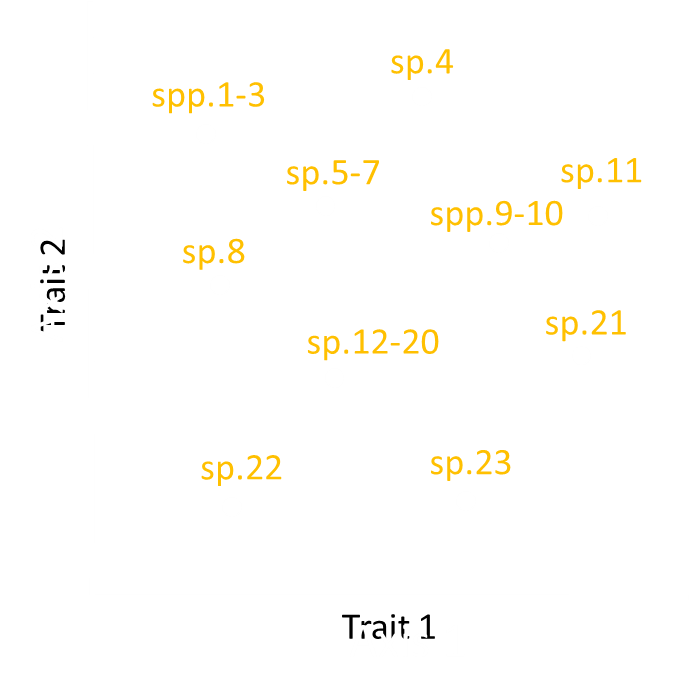 sp.4
spp.1-3
sp.5-7
sp.11
spp.9-10
sp.8
Trait 2
sp.21
sp.12-20
sp.22
sp.23
Trait 1